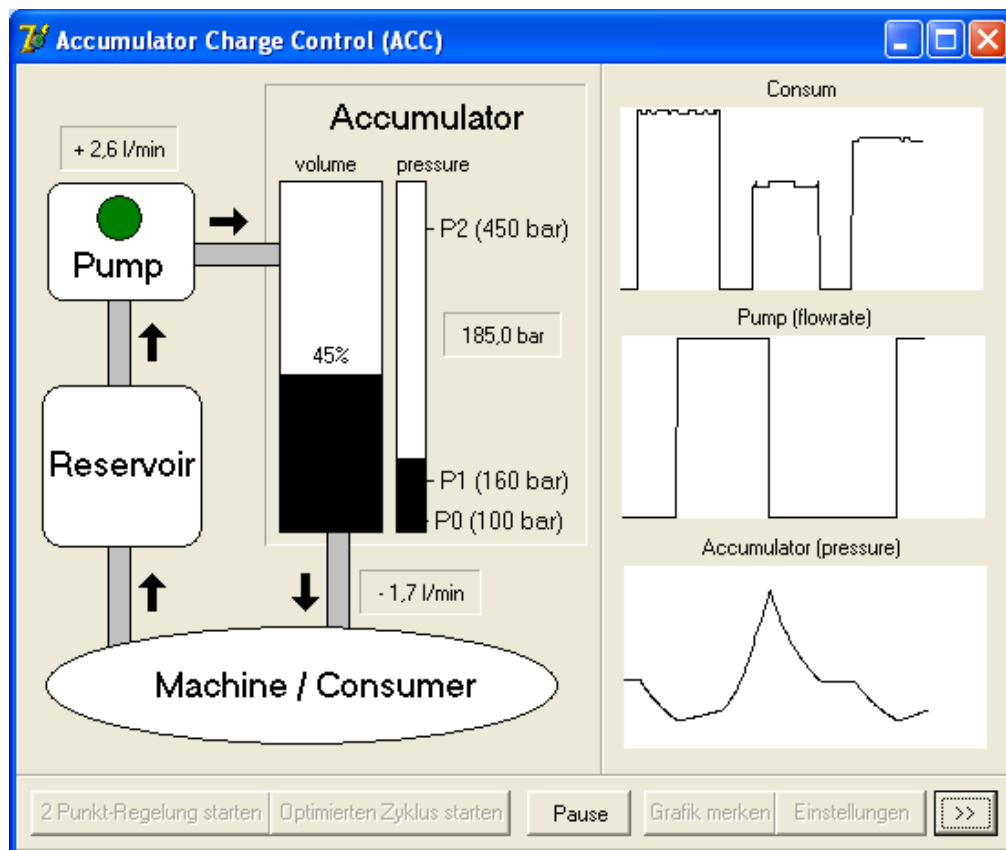 Accumulator Charge Control (ACC)
Accumulator
+ 2,6 l/min
volume
pressure
Pump
P2 (450 bar)
185,0 bar
45%
Reservoir
P1 (160 bar)
P0 (100 bar)
- 1,7 l/min
Machine / Consumer
Consum
Pump (flowrate)
Accumulator (pressure)
2 Punkt-Regelung starten
Optimierten Zyklus starten
Pause
Grafik merken
Einstellungen
>>